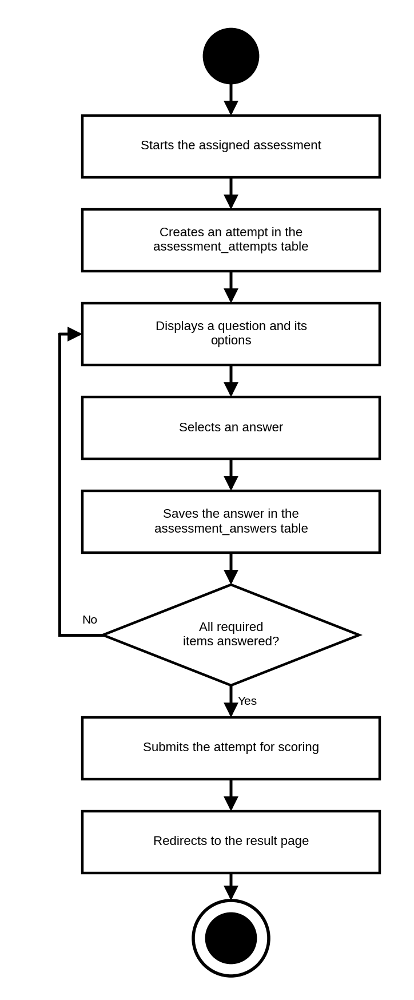 Starts the assigned assessment
Creates an attempt in the
assessment_attempts table
Displays a question and its
options
Selects an answer
Saves the answer in the
assessment_answers table
No
All required
items answered?
Yes
Submits the attempt for scoring
Redirects to the result page